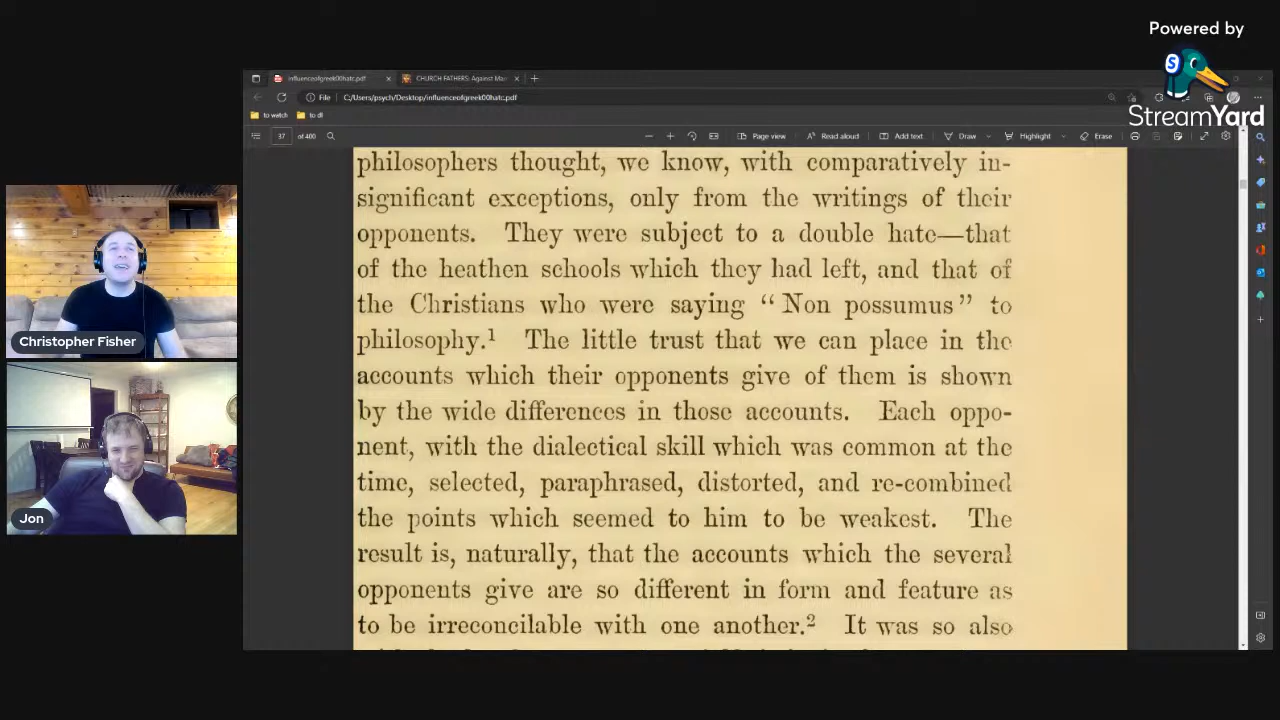 Powered by
S
StreamYard
influenceofgreek00hatc.pdf
CHURCH FATHERS: Against Mar
File
C:/Users/psych/Desktop/influenceofgreek00hatc.pdf
to watch
to dl
37
of 400
Page view
Read aloud
Add text
Draw
Highlight
Erase
philosophers thought, we know, with comparatively in-
significant exceptions, only from the writings of their
opponents. They were subject to a double hate—that
of the heathen schools which they had left, and that of
the Christians who were saying “Non possumus” to
philosophy.¹ The little trust that we can place in the
accounts which their opponents give of them is shown
by the wide differences in those accounts. Each oppo-
nent, with the dialectical skill which was common at the
time, selected, paraphrased, distorted, and re-combined
the points which seemed to him to be weakest. The
result is, naturally, that the accounts which the several
opponents give are so different in form and feature as
to be irreconcilable with one another.² It was so also
Christopher Fisher
Jon